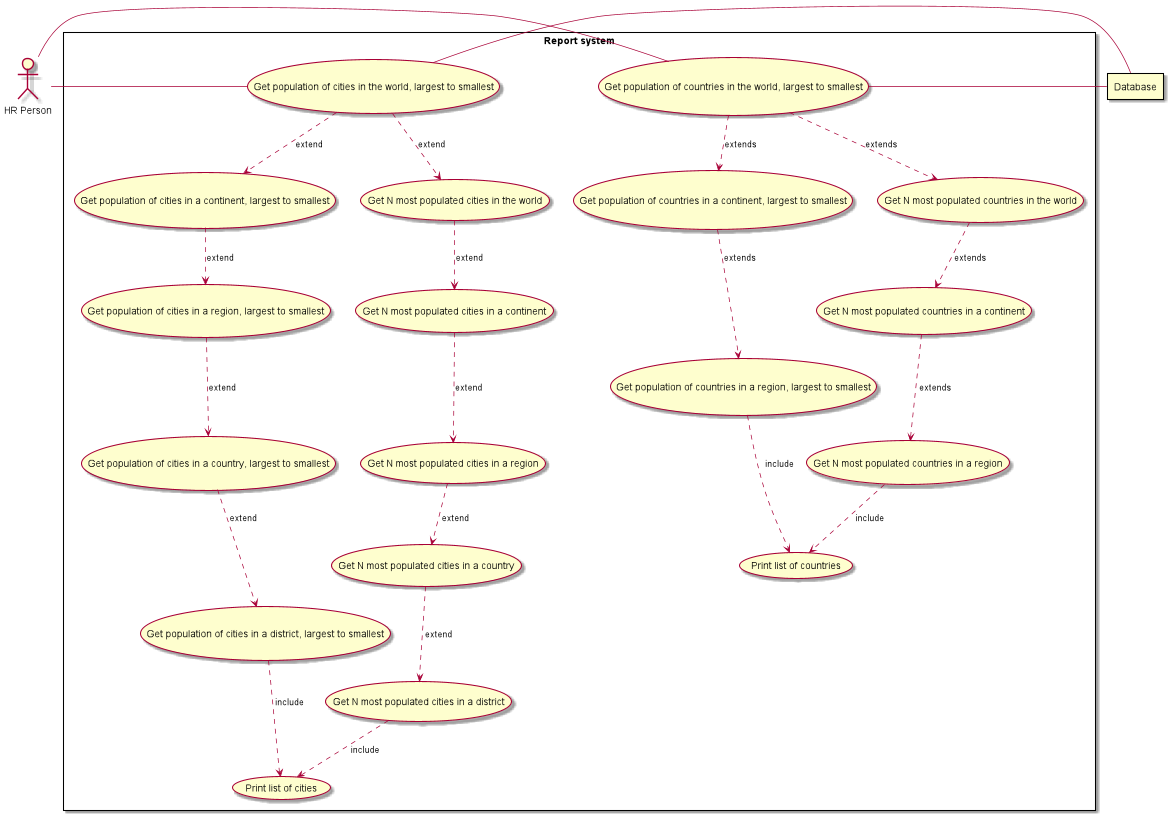 Report system
HR Person
Get population of cities in the world, largest to smallest
Get population of countries in the world, largest to smallest
Database
extend
extend
extends
extends
Get population of cities in a continent, largest to smallest
Get N most populated cities in the world
Get population of countries in a continent, largest to smallest
Get N most populated countries in the world
extend
extend
extends
extends
Get population of cities in a region, largest to smallest
Get N most populated cities in a continent
Get N most populated countries in a continent
extend
extend
Get population of countries in a region, largest to smallest
extends
Get population of cities in a country, largest to smallest
Get N most populated cities in a region
include
Get N most populated countries in a region
extend
extend
include
Get N most populated cities in a country
Print list of countries
Get population of cities in a district, largest to smallest
extend
include
Get N most populated cities in a district
include
Print list of cities